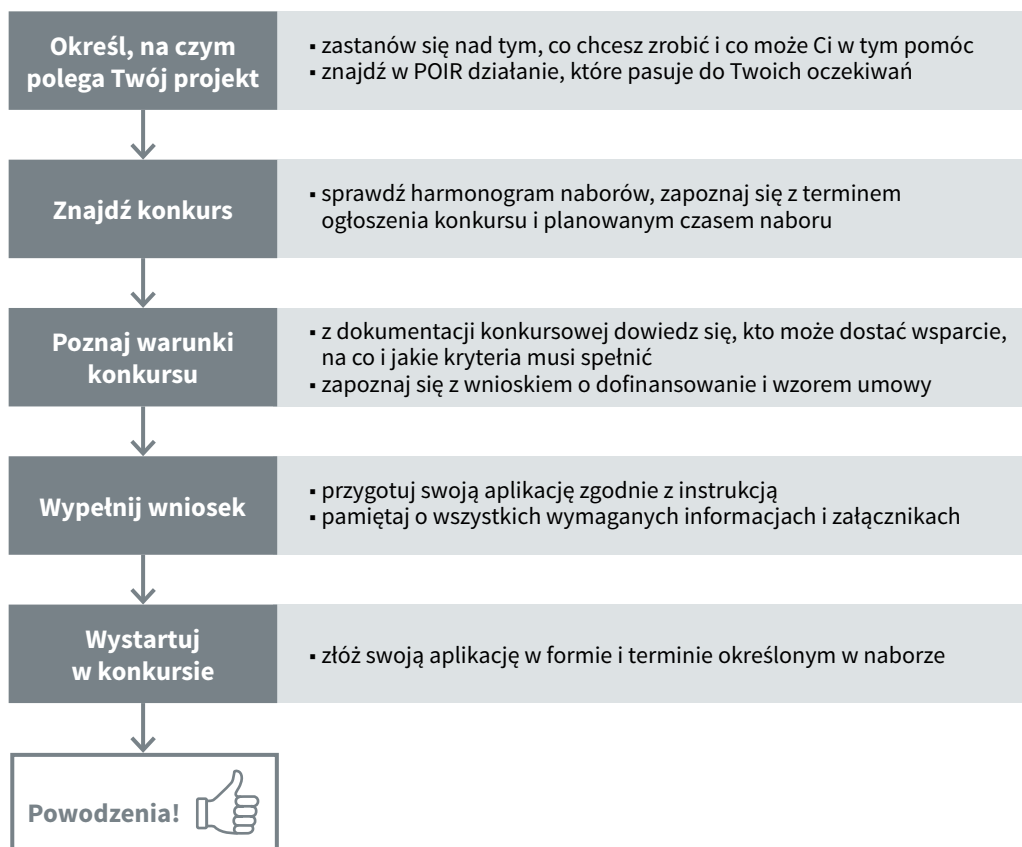 Określ, na czym
polega Twój projekt
▪ zastanów się nad tym, co chcesz zrobić i co może Ci w tym pomóc
▪ znajdź w POIR działanie, które pasuje do Twoich oczekiwań
Znajdź konkurs
▪ sprawdź harmonogram naborów, zapoznaj się z terminem
ogłoszenia konkursu i planowanym czasem naboru
Poznaj warunki
konkursu
▪ z dokumentacji konkursowej dowiedz się, kto może dostać wsparcie,
na co i jakie kryteria musi spełnić
▪ zapoznaj się z wnioskiem o dofinansowanie i wzorem umowy
Wypełnij wniosek
▪ przygotuj swoją aplikację zgodnie z instrukcją
▪ pamiętaj o wszystkich wymaganych informacjach i załącznikach
Wystartuj
w konkursie
▪ złóż swoją aplikację w formie i terminie określonym w naborze
Powodzenia!